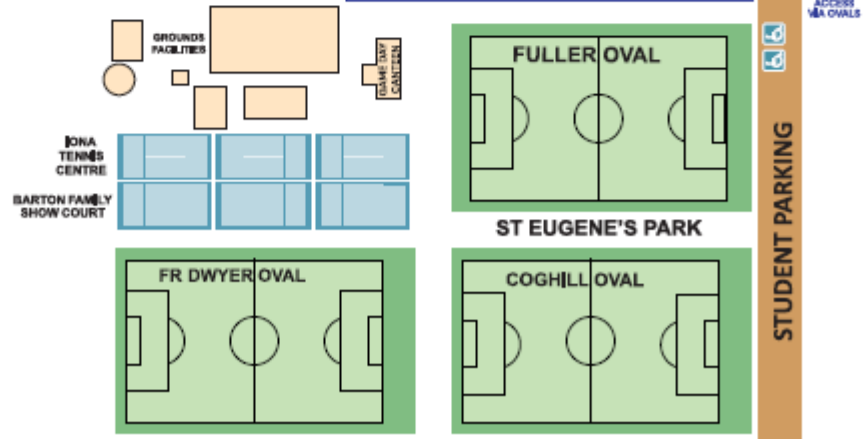 ACCESS
VIA OVALS
GROUNDS
FACILITIES
GAME DAY
CANTEEN
FULLER OVAL
IONA
TENNIS
CENTRE
BARTON FAMILY
SHOW COURT
ST EUGENE'S PARK
STUDENT PARKING
FR DWYER OVAL
COGHILL OVAL